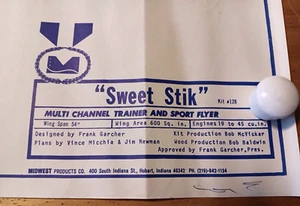 "Sweet Stik" Kit #128
MULTI CHANNEL TRAINER AND SPORT FLYER
Wing Span 54" Wing Area 600 Sq. in. Engines 19 to 45 cu.in.
Designed by Frank Garcher Kit Production Bob McVicker
Plans by Vince Micchia & Jim Newman Wood Production Bob Baldwin
Approved by Frank Garcher, Pres.
MIDWEST PRODUCTS CO. 400 South Indiana St., Hobart, Indiana 46342 PH. (219)-942-1134